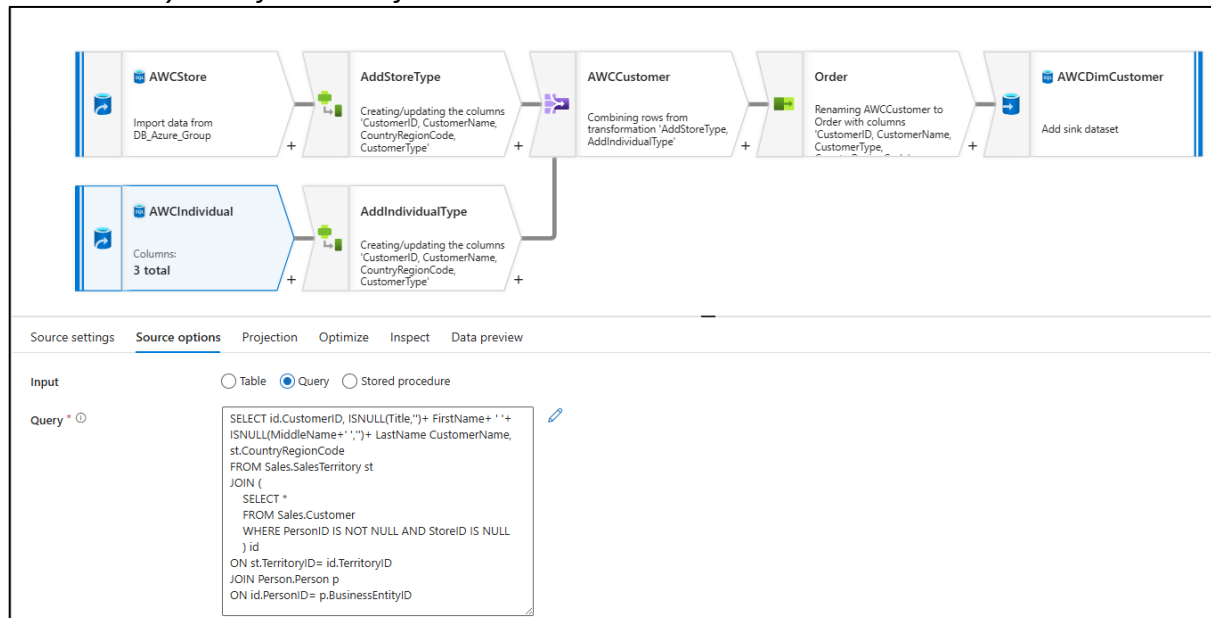 AWCStore
Import data from
DB_Azure_Group
+
AddStoreType
Creating/updating the columns
'CustomerID, CustomerName,
CountryRegionCode,
CustomerType'
+
AWCCustomer
Combining rows from
transformation 'AddStoreType,
AddIndividualType'
+
Order
Renaming AWCCustomer to
Order with columns
'CustomerID, CustomerName,
CustomerType,
+
AWCDimCustomer
Add sink dataset
AWCIndividual
Columns:
3 total
+
AddIndividualType
Creating/updating the columns
'CustomerID, CustomerName,
CountryRegionCode,
CustomerType'
+
Source settings Source options Projection Optimize Inspect Data preview
Input Table Query Stored procedure
Query *
SELECT id.CustomerID, ISNULL(Title,'')+ FirstName+ ' '+
ISNULL(MiddleName+' ','')+ LastName CustomerName,
st.CountryRegionCode
FROM Sales.SalesTerritory st
JOIN (
SELECT *
FROM Sales.Customer
WHERE PersonID IS NOT NULL AND StoreID IS NULL
) id
ON st.TerritoryID= id.TerritoryID
JOIN Person.Person p
ON id.PersonID= p.BusinessEntityID